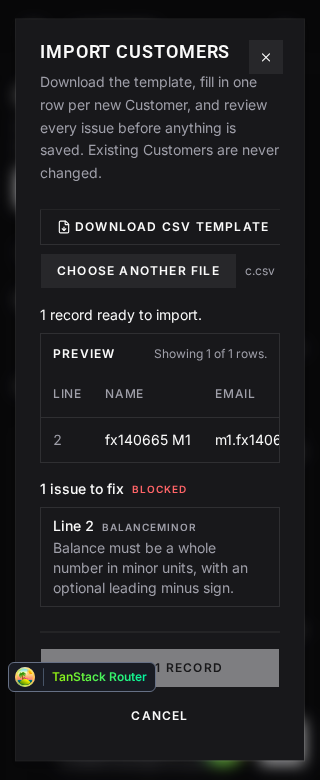 IMPORT CUSTOMERS
Download the template, fill in one
row per new Customer, and review
every issue before anything is
saved. Existing Customers are never
changed.
DOWNLOAD CSV TEMPLATE
CHOOSE ANOTHER FILE c.csv
1 record ready to import.
PREVIEW Showing 1 of 1 rows.
LINE NAME EMAIL
2 fx140665 M1 m1.fx1406
1 issue to fix BLOCKED
Line 2 BALANCEMINOR
Balance must be a whole
number in minor units, with an
optional leading minus sign.
1 RECORD
TanStack Router
CANCEL